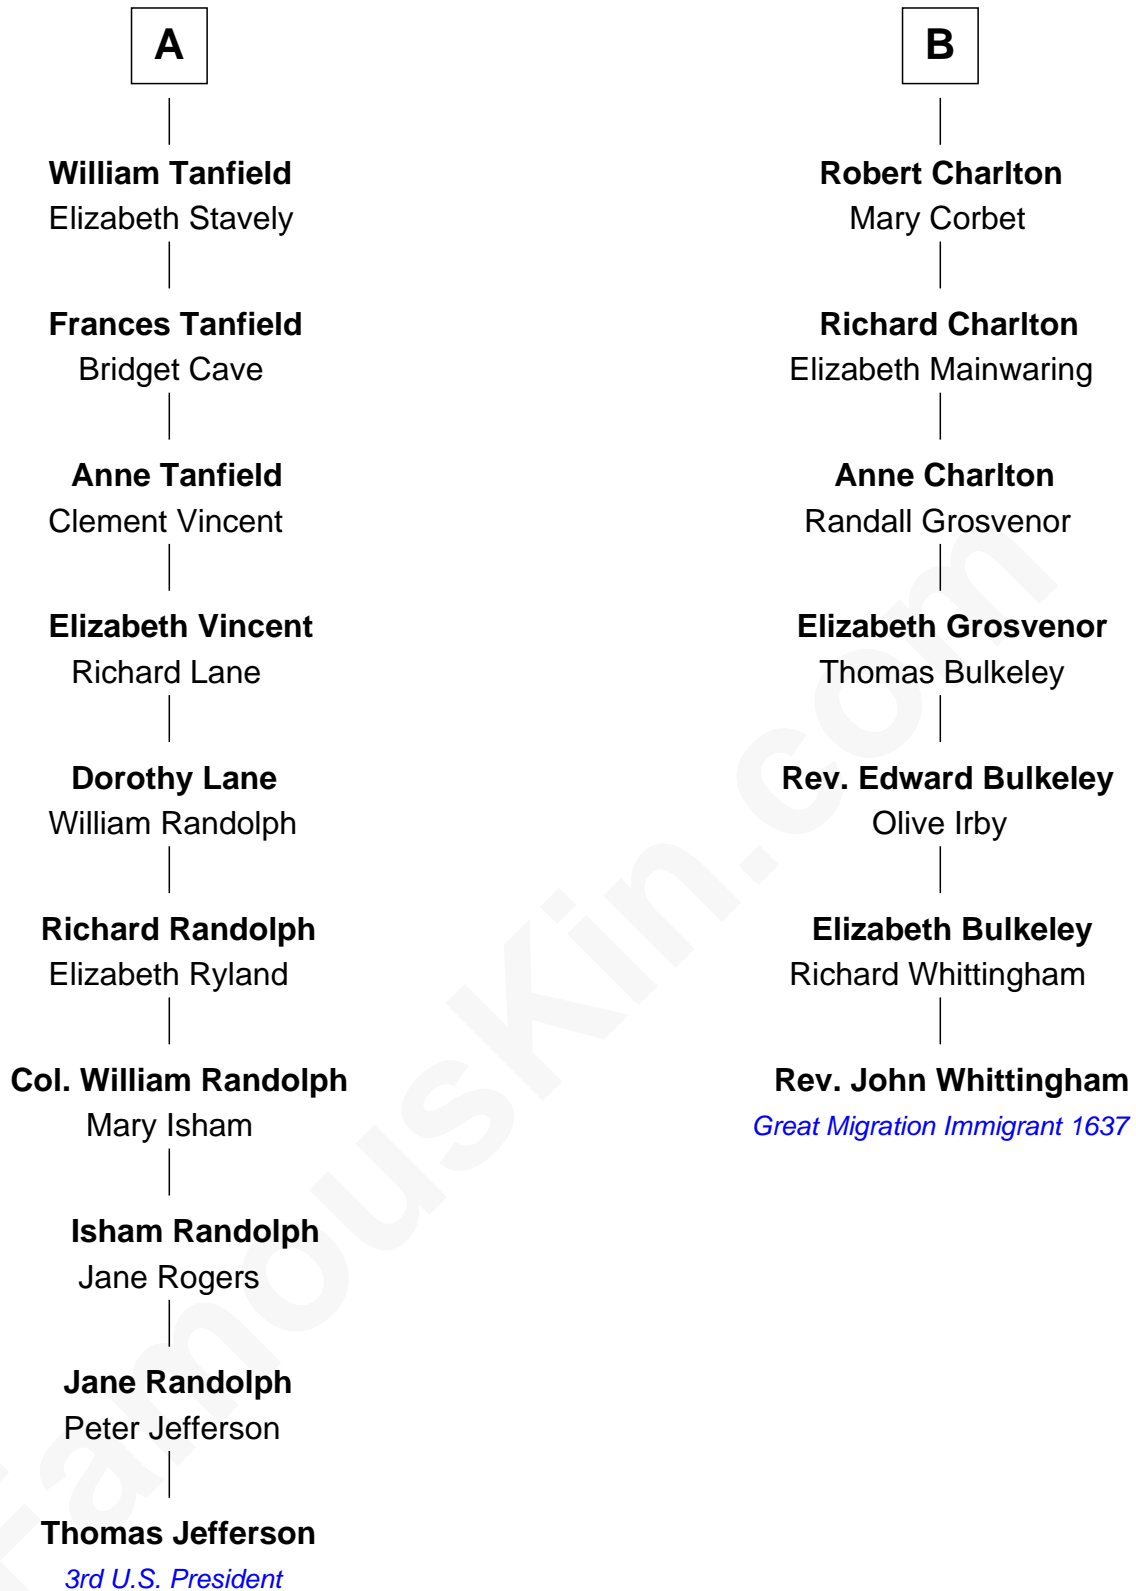 A
William Tanfield
Elizabeth Stavely
Frances Tanfield
Bridget Cave
Anne Tanfield
Clement Vincent
Elizabeth Vincent
Richard Lane
Dorothy Lane
William Randolph
Richard Randolph
Elizabeth Ryland
Col. William Randolph
Mary Isham
Isham Randolph
Jane Rogers
Jane Randolph
Peter Jefferson
Thomas Jefferson
3rd U.S. President
B
Robert Charlton
Mary Corbet
Richard Charlton
Elizabeth Mainwaring
Anne Charlton
Randall Grosvenor
Elizabeth Grosvenor
Thomas Bulkeley
Rev. Edward Bulkeley
Olive Irby
Elizabeth Bulkeley
Richard Whittingham
Rev. John Whittingham
Great Migration Immigrant 1637
FamousKin.com